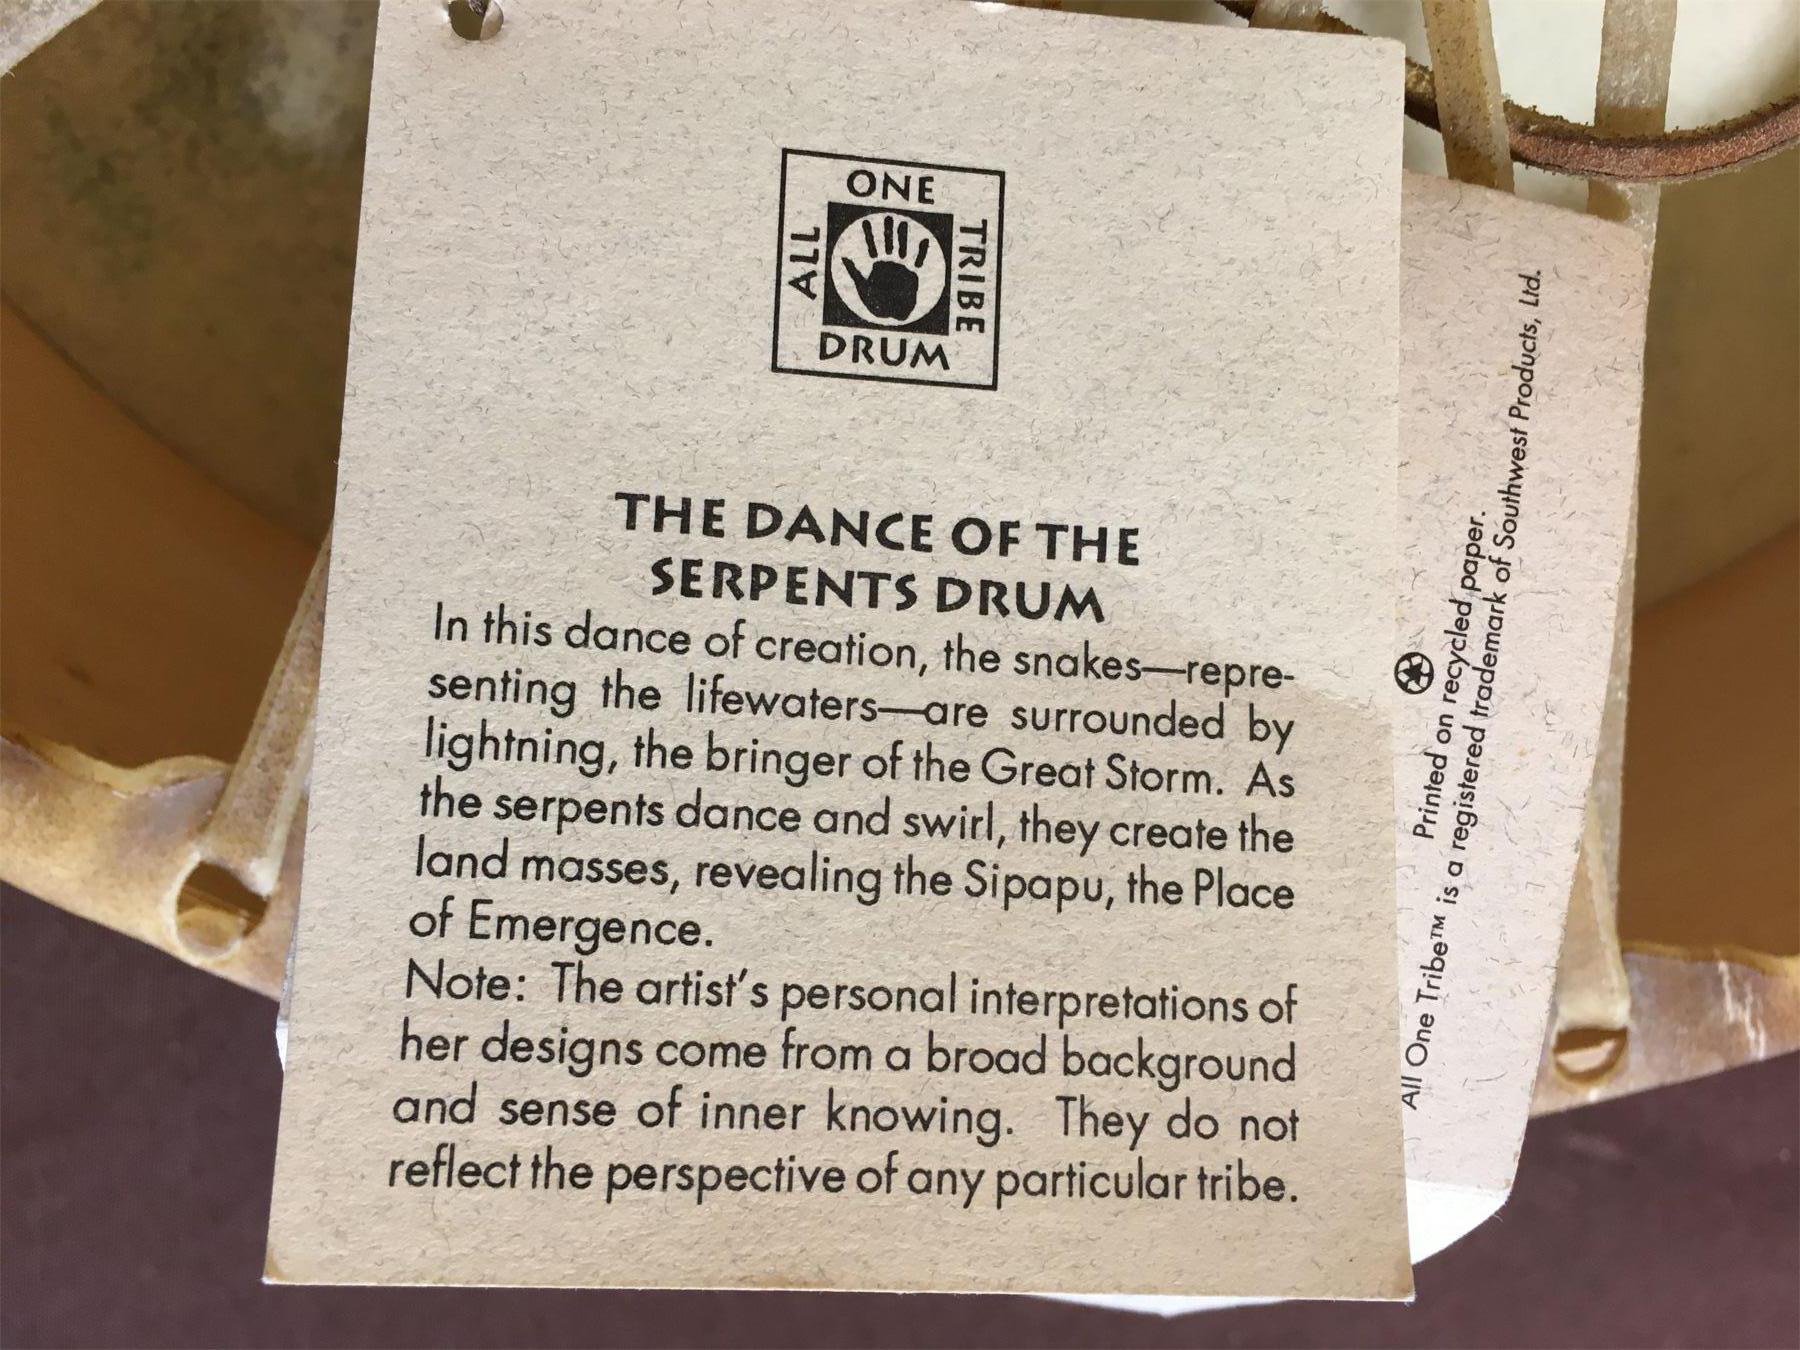 ONE
ALL
TRIBE
DRUM
THE DANCE OF THE
SERPENTS DRUM
In this dance of creation, the snakes—repre-
senting the lifewaters—are surrounded by
lightning, the bringer of the Great Storm. As
the serpents dance and swirl, they create the
land masses, revealing the Sipapu, the Place
of Emergence.
Note: The artist's personal interpretations of
her designs come from a broad background
and sense of inner knowing. They do not
reflect the perspective of any particular tribe.
Printed on recycled paper.
All One Tribe™ is a registered trademark of Southwest Products, Ltd.